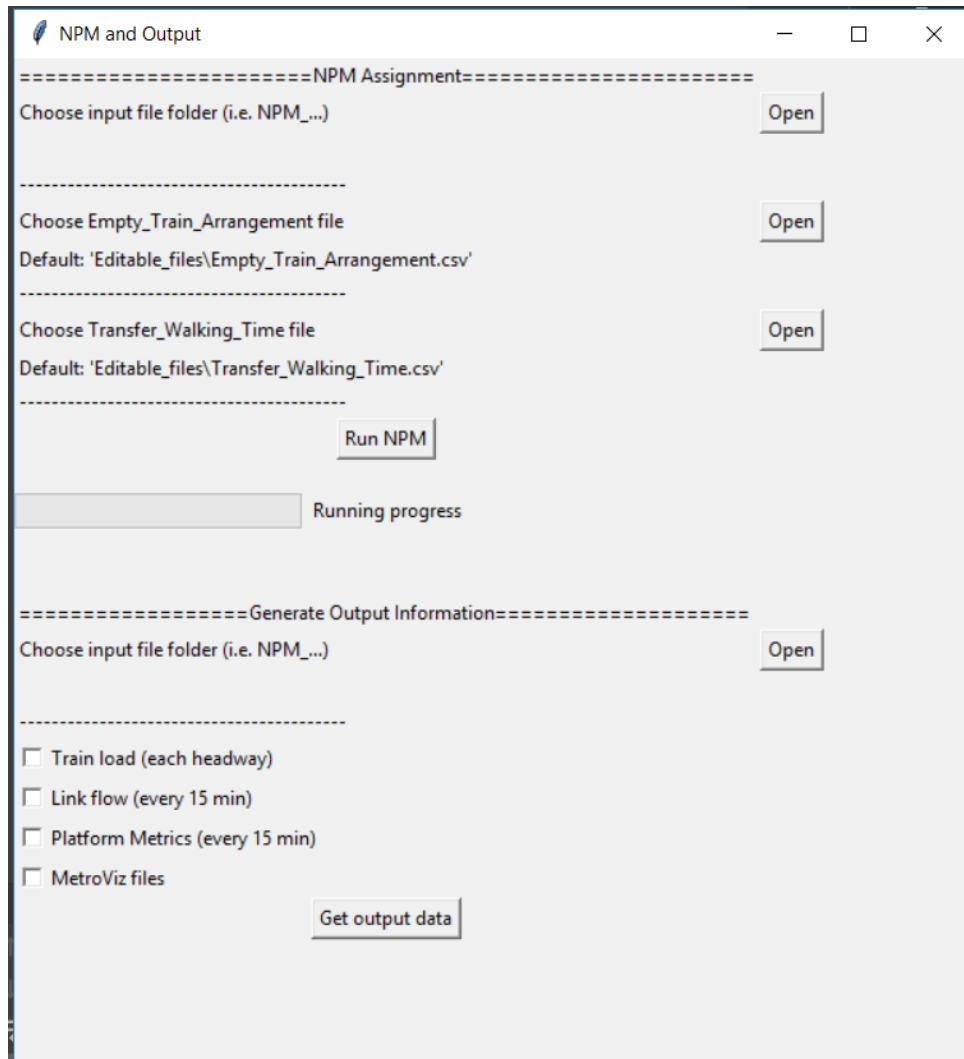 NPM and Output
=======================NPM Assignment=======================
Choose input file folder (i.e. NPM_...) Open
-----------------------------------------
Choose Empty_Train_Arrangement file Open
Default: 'Editable_files\Empty_Train_Arrangement.csv'
-----------------------------------------
Choose Transfer_Walking_Time file Open
Default: 'Editable_files\Transfer_Walking_Time.csv'
-----------------------------------------
Run NPM
Running progress
==================Generate Output Information====================
Choose input file folder (i.e. NPM_...) Open
-----------------------------------------
Train load (each headway)
Link flow (every 15 min)
Platform Metrics (every 15 min)
MetroViz files
Get output data